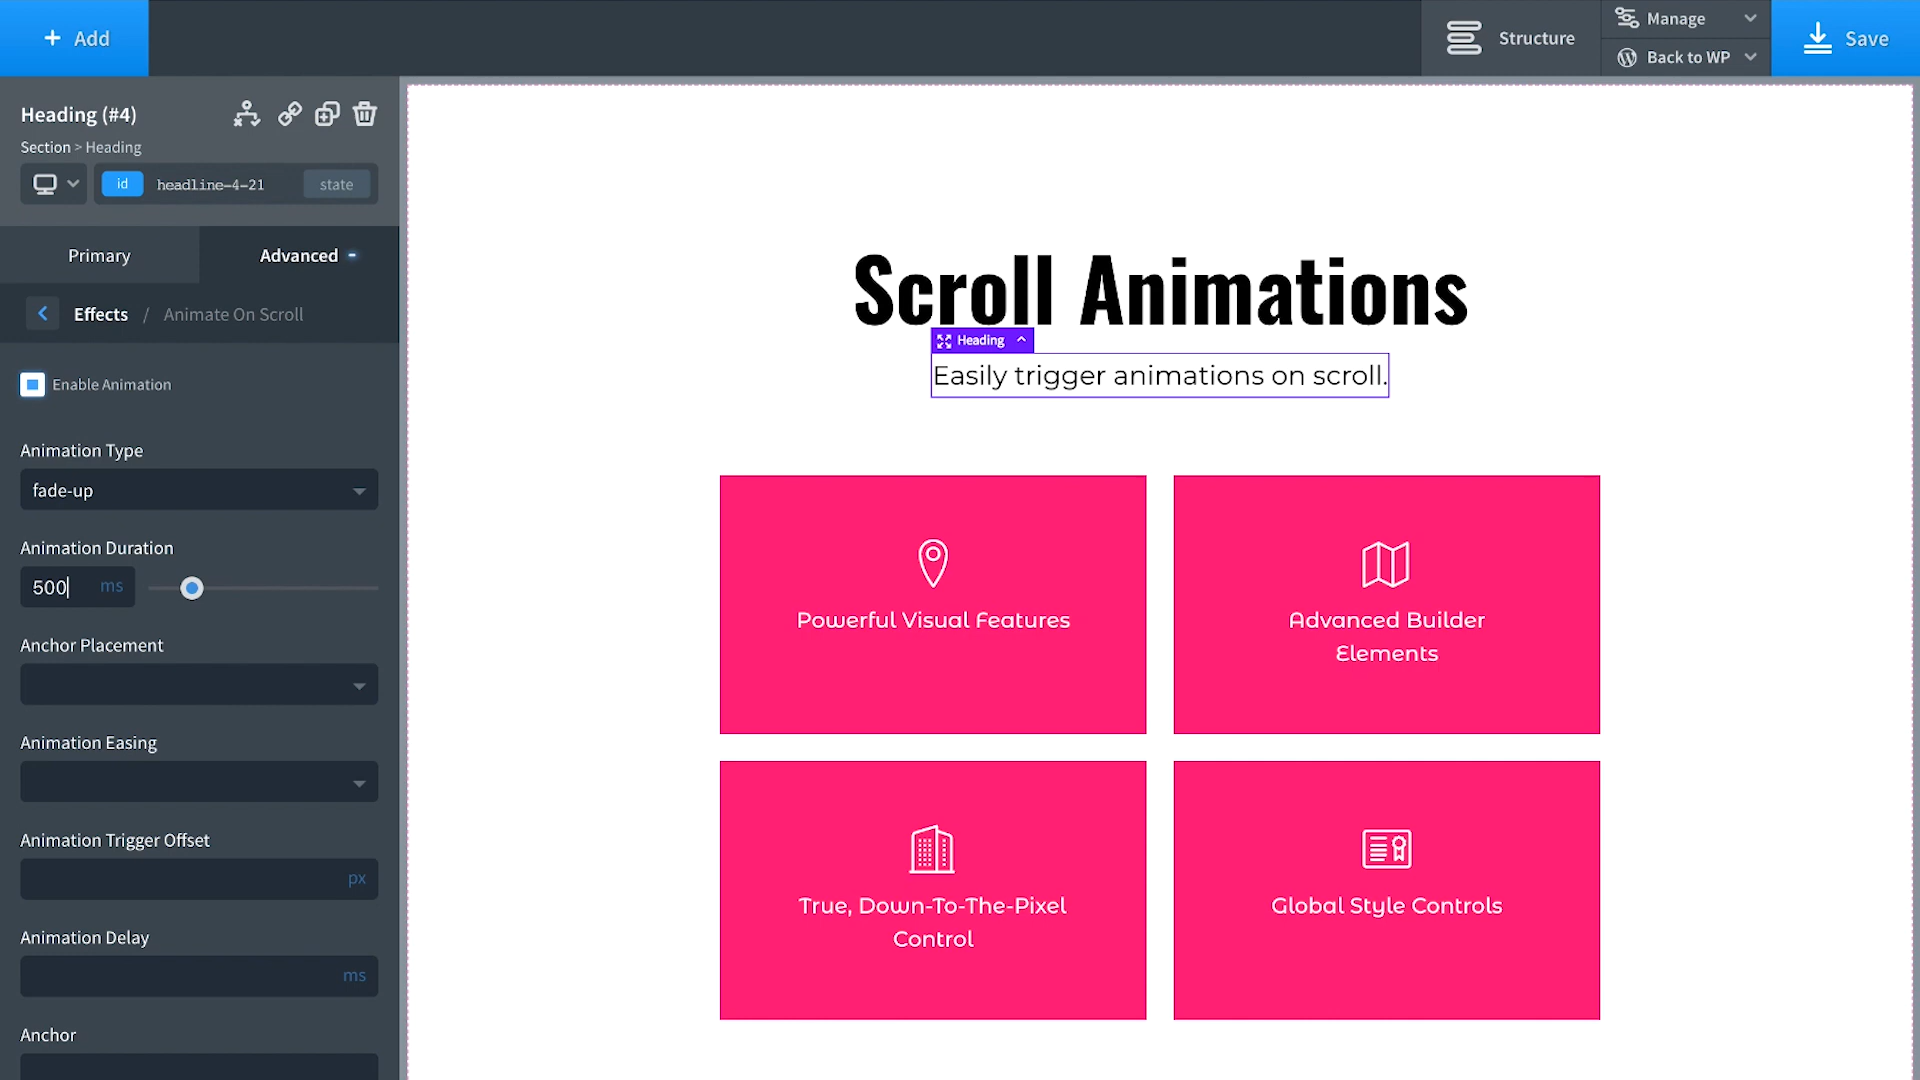 + Add
Structure
Manage
Back to WP
Save
Heading (#4)
Section > Heading
id headline-4-21 state
Primary Advanced
Effects / Animate On Scroll
Enable Animation
Animation Type
fade-up
Animation Duration
500 ms
Anchor Placement
Animation Easing
Animation Trigger Offset
px
Animation Delay
ms
Anchor
Scroll Animations
Heading
Easily trigger animations on scroll.
Powerful Visual Features
Advanced Builder
Elements
True, Down-To-The-Pixel
Control
Global Style Controls